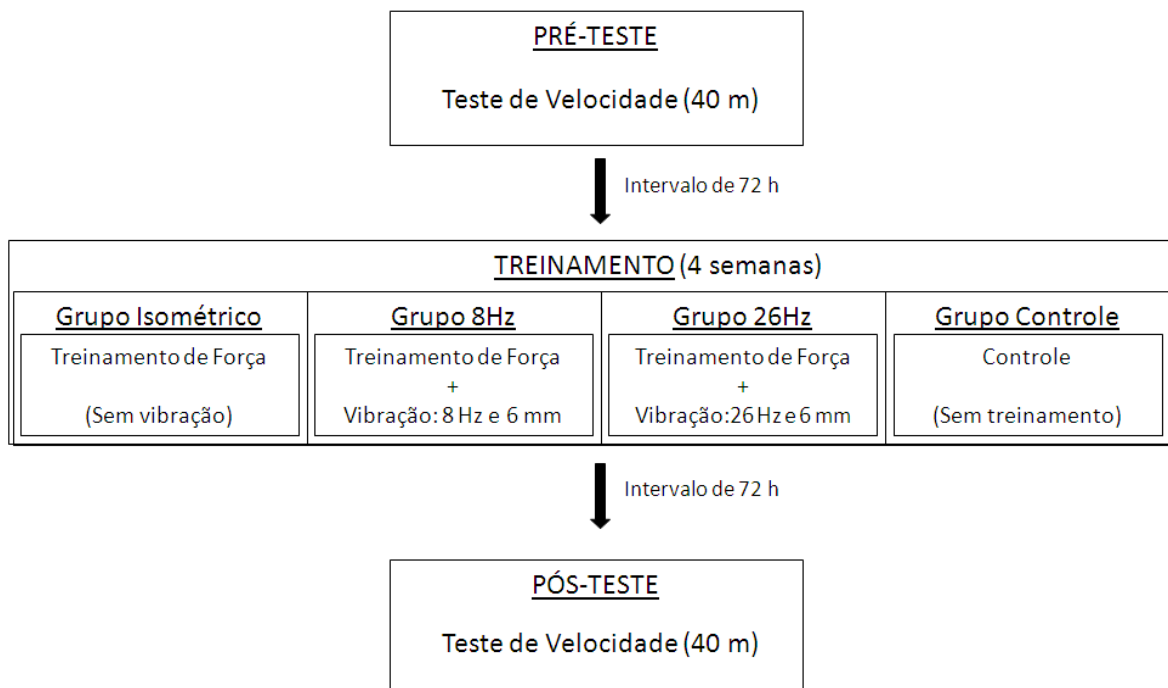 PRÉ-TESTE
Teste de Velocidade (40 m)
Intervalo de 72 h
TREINAMENTO (4 semanas)
Grupo Isométrico
Treinamento de Força
(Sem vibração)
Grupo 8Hz
Treinamento de Força
+
Vibração: 8 Hz e 6 mm
Grupo 26Hz
Treinamento de Força
+
Vibração:26 Hz e 6 mm
Grupo Controle
Controle
(Sem treinamento)
Intervalo de 72 h
PÓS-TESTE
Teste de Velocidade (40 m)